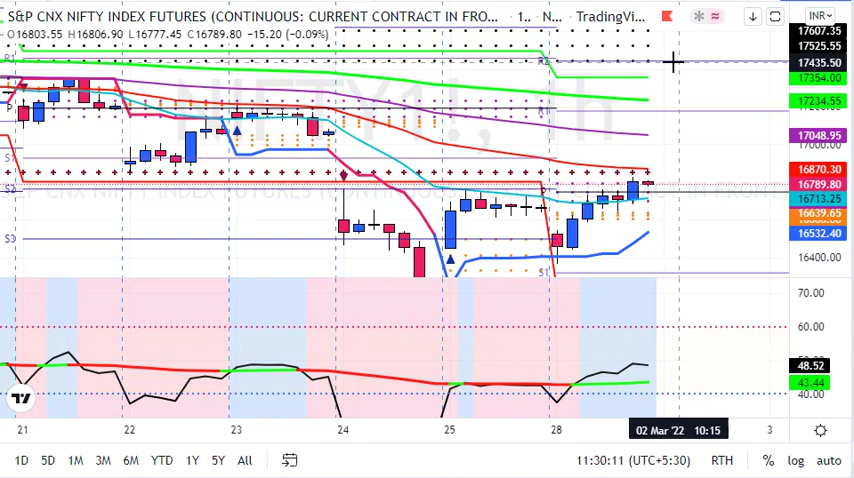 S&P CNX NIFTY INDEX FUTURES (CONTINUOUS: CURRENT CONTRACT IN FRO... · 1... · N... · TradingVi...
INR
O16803.55 H16806.90 L16777.45 C16789.80 -15.20 (-0.09%)
17607.35
17525.55
17435.50
17354.00
17234.55
17048.95
17000.00
16870.30
16789.80
16713.25
16639.65
16532.40
16400.00
R1
R2
P
R1
S1
S2
P
S3
S1
NIFTY1!, 1h
70.00
60.00
48.52
43.44
40.00
21 22 23 24 25 28 02 Mar '22 10:15 3
1D 5D 1M 3M 6M YTD 1Y 5Y All 11:30:11 (UTC+5:30) RTH % log auto